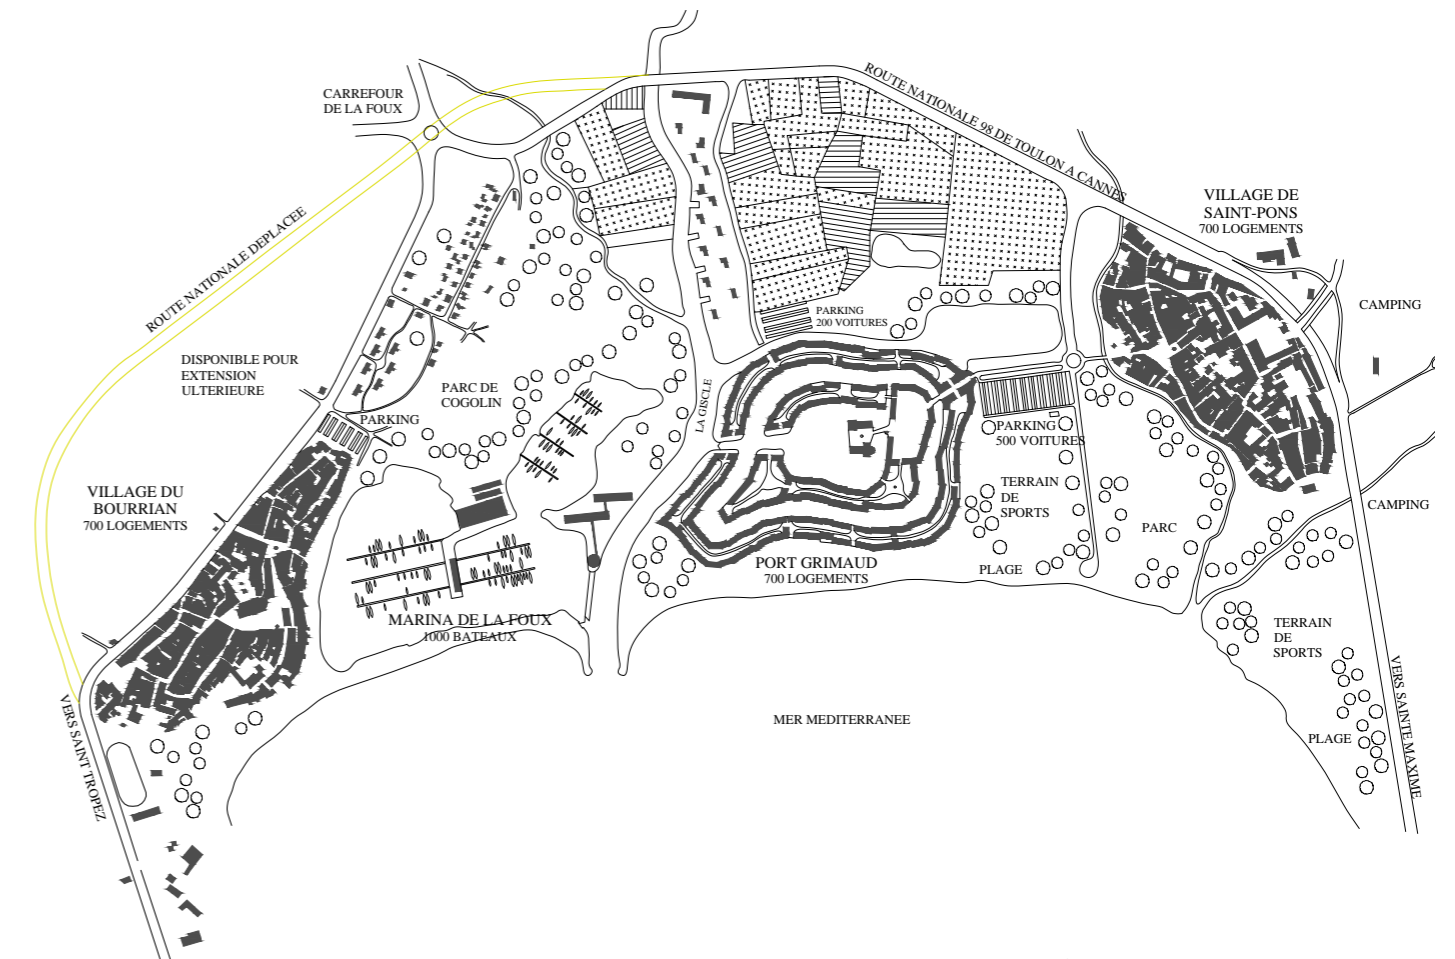 CARREFOUR
DE LA FOUX
ROUTE NATIONALE 98 DE TOULON A CANNES
VILLAGE DE
SAINT-PONS
700 LOGEMENTS
ROUTE NATIONALE DEPLACEE
CAMPING
PARKING
200 VOITURES
DISPONIBLE POUR
EXTENSION
ULTERIEURE
PARC DE
COGOLIN
LA GISCLE
PARKING
PARKING
500 VOITURES
VILLAGE DU
BOURRIAN
700 LOGEMENTS
TERRAIN
DE
SPORTS
CAMPING
PARC
PORT GRIMAUD
700 LOGEMENTS
PLAGE
MARINA DE LA FOUX
1000 BATEAUX
TERRAIN
DE
SPORTS
VERS SAINT TROPEZ
MER MEDITERRANEE
PLAGE
VERS SAINTE MAXIME